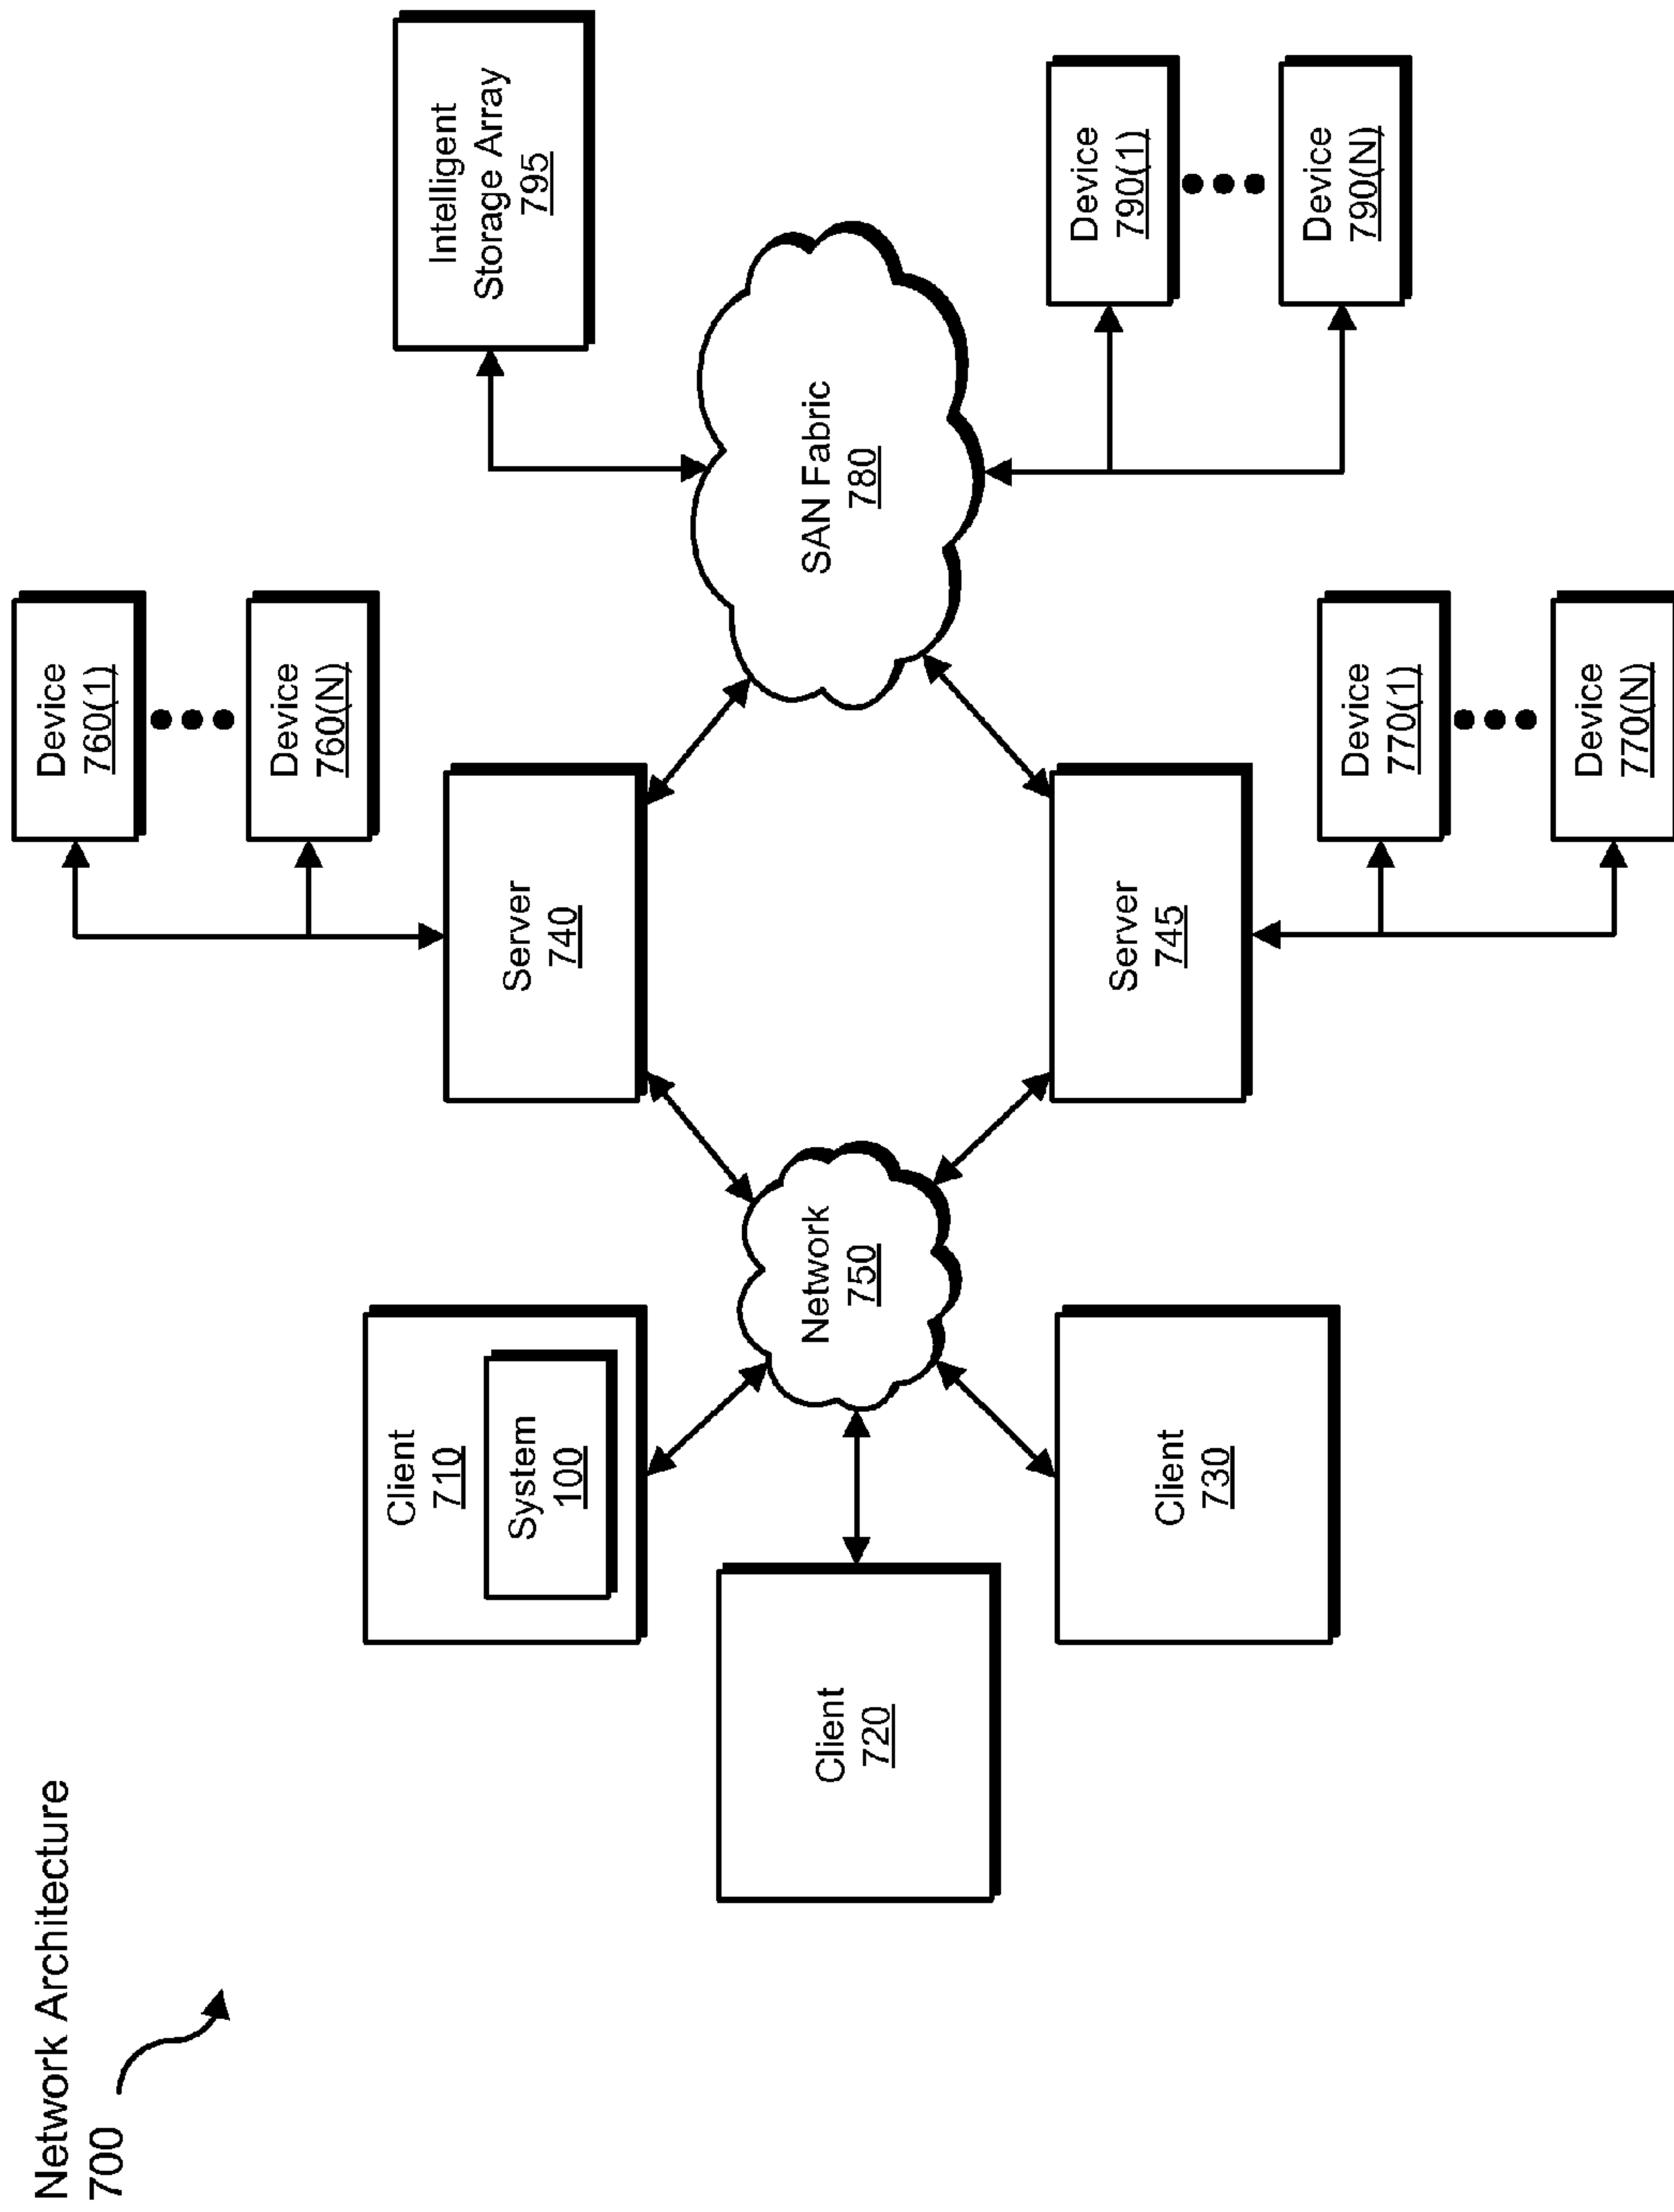 Network Architecture
700
Client
710
System
100
Client
720
Client
730
Network
750
Server
740
Server
745
Device
760(1)
Device
760(N)
Device
770(1)
Device
770(N)
SAN Fabric
780
Intelligent
Storage Array
795
Device
790(1)
Device
790(N)